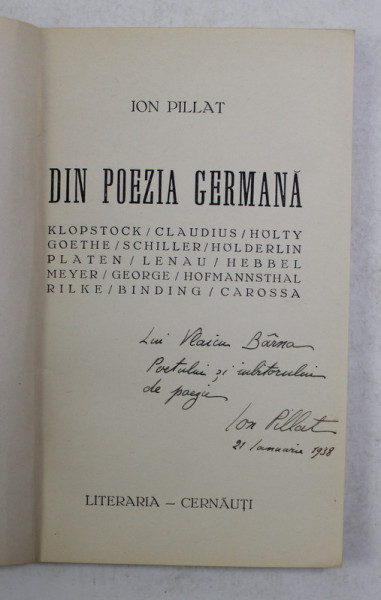 ION PILLAT
DIN POEZIA GERMANĂ
KLOPSTOCK / CLAUDIUS / HÖLTY
GOETHE / SCHILLER / HÖLDERLIN
PLATEN / LENAU / HEBBEL
MEYER / GEORGE / HOFMANNSTHAL
RILKE / BINDING / CAROSSA
Lui Vlaicu Bârna
Poetului și iubitorului
de poezie
Ion Pillat
21 Ianuarie 1938
LITERARIA – CERNĂUȚI